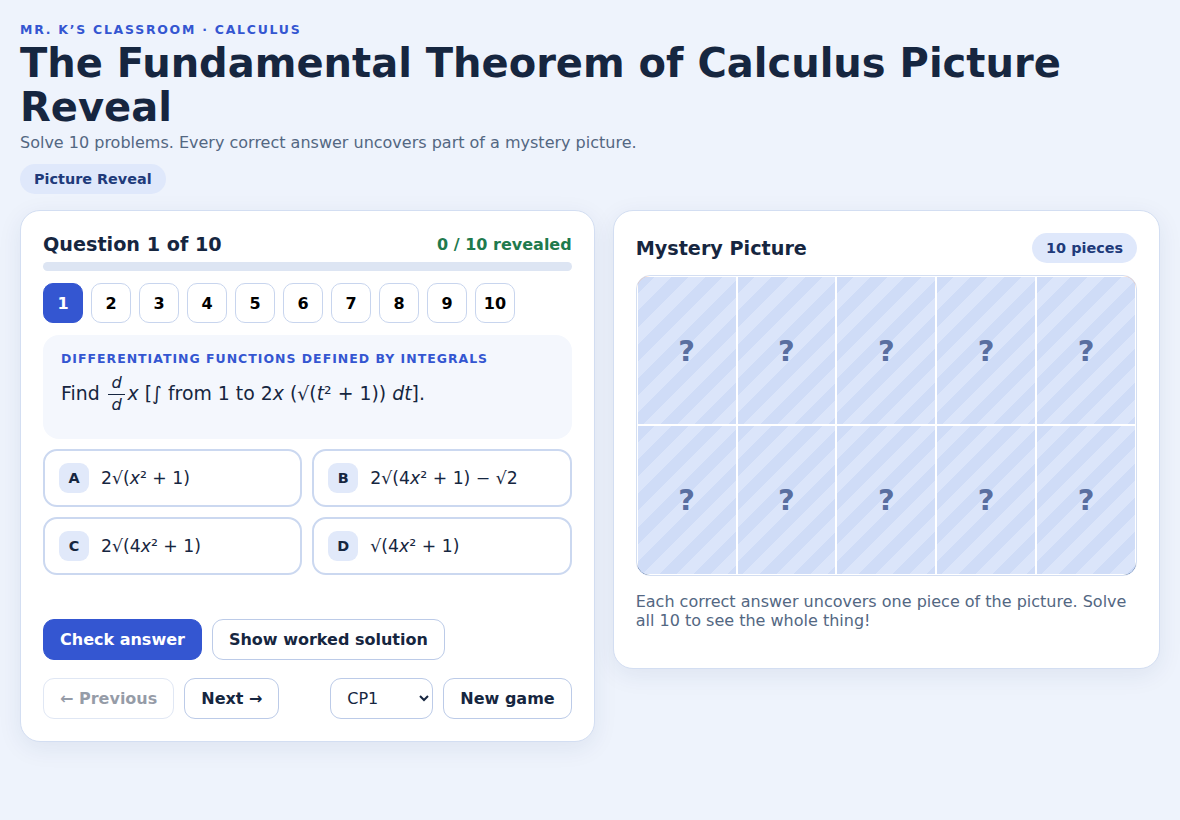 MR. K’S CLASSROOM · CALCULUS
The Fundamental Theorem of Calculus Picture
Reveal
Solve 10 problems. Every correct answer uncovers part of a mystery picture.
Picture Reveal
Question 1 of 10
0 / 10 revealed
1 2 3 4 5 6 7 8 9 10
DIFFERENTIATING FUNCTIONS DEFINED BY INTEGRALS
Find d/d x [∫ from 1 to 2x (√(t² + 1)) dt].
A 2√(x² + 1)
B 2√(4x² + 1) − √2
C 2√(4x² + 1)
D √(4x² + 1)
Check answer
Show worked solution
← Previous
Next →
CP1
New game
Mystery Picture
10 pieces
? ? ? ? ?
? ? ? ? ?
Each correct answer uncovers one piece of the picture. Solve
all 10 to see the whole thing!